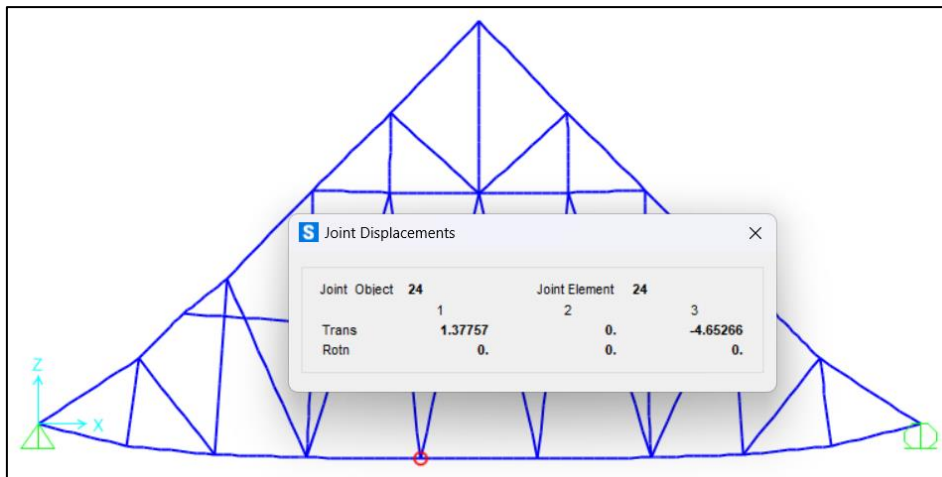 S Joint Displacements
Joint Object 24 Joint Element 24
1 2 3
Trans 1.37757 0. -4.65266
Rotn 0. 0. 0.
Z
X